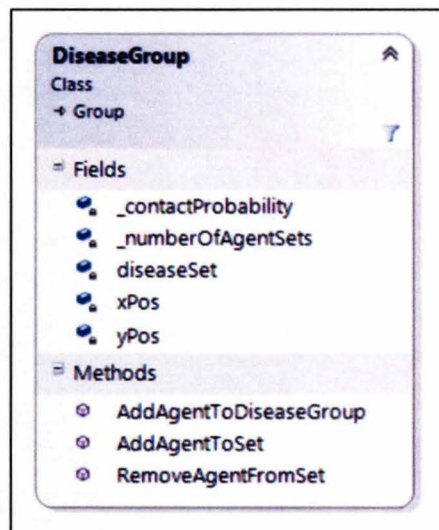 DiseaseGroup
Class
→ Group
Fields
_contactProbability
_numberOfAgentSets
diseaseSet
xPos
yPos
Methods
AddAgentToDiseaseGroup
AddAgentToSet
RemoveAgentFromSet